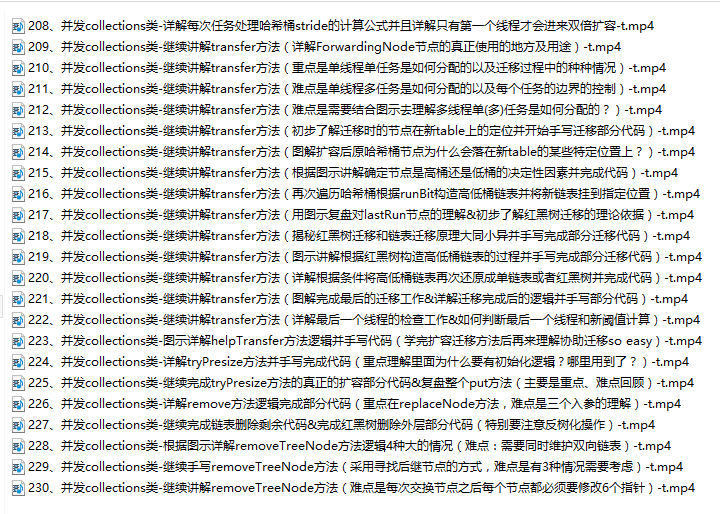 208、并发collections类-详解每次任务处理哈希桶stride的计算公式并且详解只有第一个线程才会进来双倍扩容-t.mp4
209、并发collections类-继续讲解transfer方法（详解ForwardingNode节点的真正使用的地方及用途）-t.mp4
210、并发collections类-继续讲解transfer方法（重点是单线程单任务是如何分配的以及迁移过程中的种种情况）-t.mp4
211、并发collections类-继续讲解transfer方法（难点是单线程多任务是如何分配的以及每个任务的边界的控制）-t.mp4
212、并发collections类-继续讲解transfer方法（难点是需要结合图示去理解多线程单(多)任务是如何分配的？）-t.mp4
213、并发collections类-继续讲解transfer方法（初步了解迁移时的节点在新table上的定位并开始手写迁移部分代码）-t.mp4
214、并发collections类-继续讲解transfer方法（图解扩容后原哈希桶节点为什么会落在新table的某些特定位置上？）-t.mp4
215、并发collections类-继续讲解transfer方法（根据图示讲解确定节点是高桶还是低桶的决定性因素并完成代码）-t.mp4
216、并发collections类-继续讲解transfer方法（再次遍历哈希桶根据runBit构造高低桶链表并将新链表挂到指定位置）-t.mp4
217、并发collections类-继续讲解transfer方法（用图示复盘对lastRun节点的理解&初步了解红黑树迁移的理论依据）-t.mp4
218、并发collections类-继续讲解transfer方法（揭秘红黑树迁移和链表迁移原理大同小异并手写完成部分迁移代码）-t.mp4
219、并发collections类-继续讲解transfer方法（图示讲解根据红黑树构造高低桶链表的过程并手写完成部分迁移代码）-t.mp4
220、并发collections类-继续讲解transfer方法（详解根据条件将高低桶链表再次还原成单链表或者红黑树并完成代码）-t.mp4
221、并发collections类-继续讲解transfer方法（图解完成最后的迁移工作&详解迁移完成后的逻辑并手写部分代码）-t.mp4
222、并发collections类-继续讲解transfer方法（详解最后一个线程的检查工作&如何判断最后一个线程和新阈值计算）-t.mp4
223、并发collections类-图示详解helpTransfer方法逻辑并手写代码（学完扩容迁移方法后再来理解协助迁移so easy）-t.mp4
224、并发collections类-详解tryPresize方法并手写完成代码（重点理解里面为什么要有初始化逻辑？哪里用到了？）-t.mp4
225、并发collections类-继续完成tryPresize方法的真正的扩容部分代码&复盘整个put方法（主要是重点、难点回顾）-t.mp4
226、并发collections类-详解remove方法逻辑完成部分代码（重点在replaceNode方法，难点是三个入参的理解）-t.mp4
227、并发collections类-继续完成链表删除剩余代码&完成红黑树删除外层部分代码（特别要注意反树化操作）-t.mp4
228、并发collections类-根据图示详解removeTreeNode方法逻辑4种大的情况（难点：需要同时维护双向链表）-t.mp4
229、并发collections类-继续手写removeTreeNode方法（采用寻找后继节点的方式，难点是有3种情况需要考虑）-t.mp4
230、并发collections类-继续讲解removeTreeNode方法（难点是每次交换节点之后每个节点都必须要修改6个指针）-t.mp4